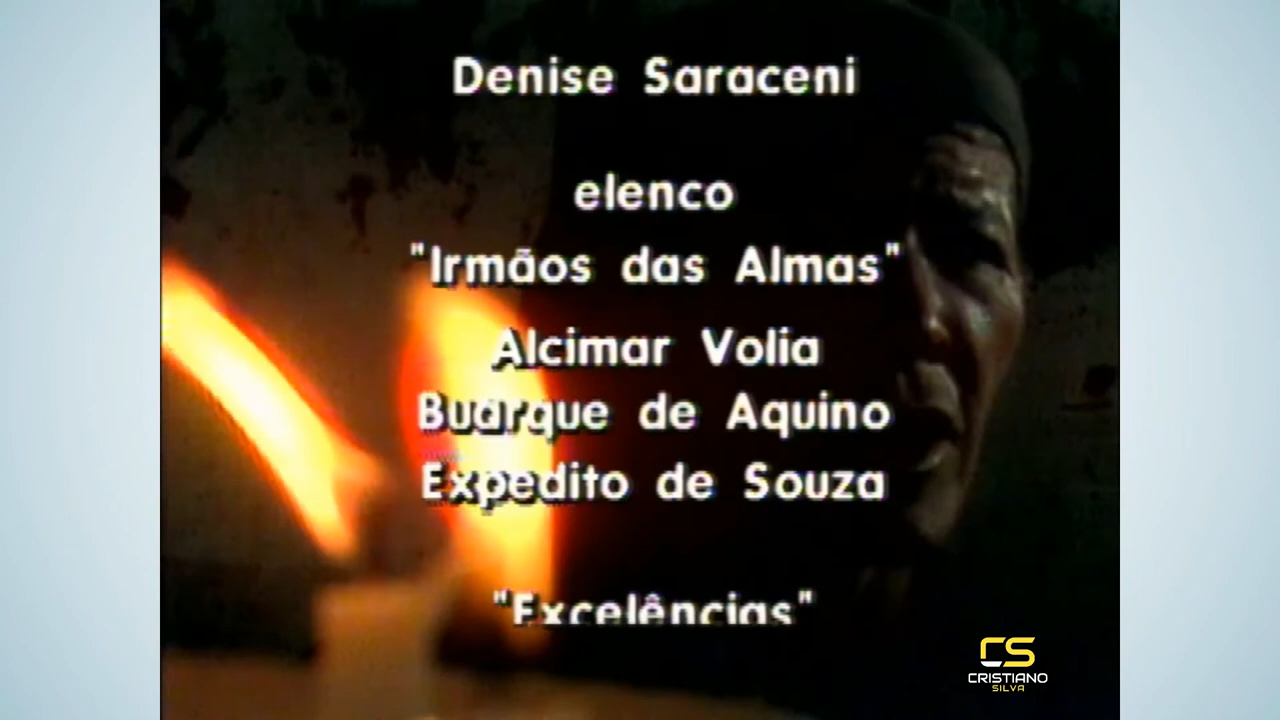 Denise Saraceni
elenco
"Irmãos das Almas"
Alcimar Volia
Buarque de Aquino
Expedito de Souza
"Excelências"
CS
CRISTIANO
SILVA